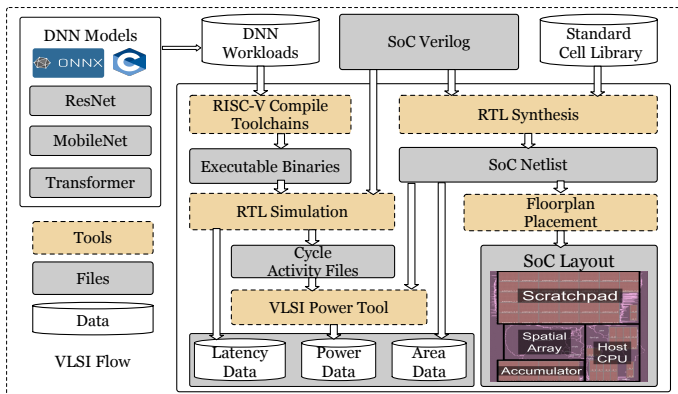 DNN Models
ONNX
C
ResNet
MobileNet
Transformer
Tools
Files
Data
VLSI Flow
DNN
Workloads
SoC Verilog
Standard
Cell Library
RISC-V Compile
Toolchains
RTL Synthesis
Executable Binaries
SoC Netlist
RTL Simulation
Floorplan
Placement
Cycle
Activity Files
VLSI Power Tool
Latency
Data
Power
Data
Area
Data
SoC Layout
Scratchpad
Spatial
Array
Host
CPU
Accumulator